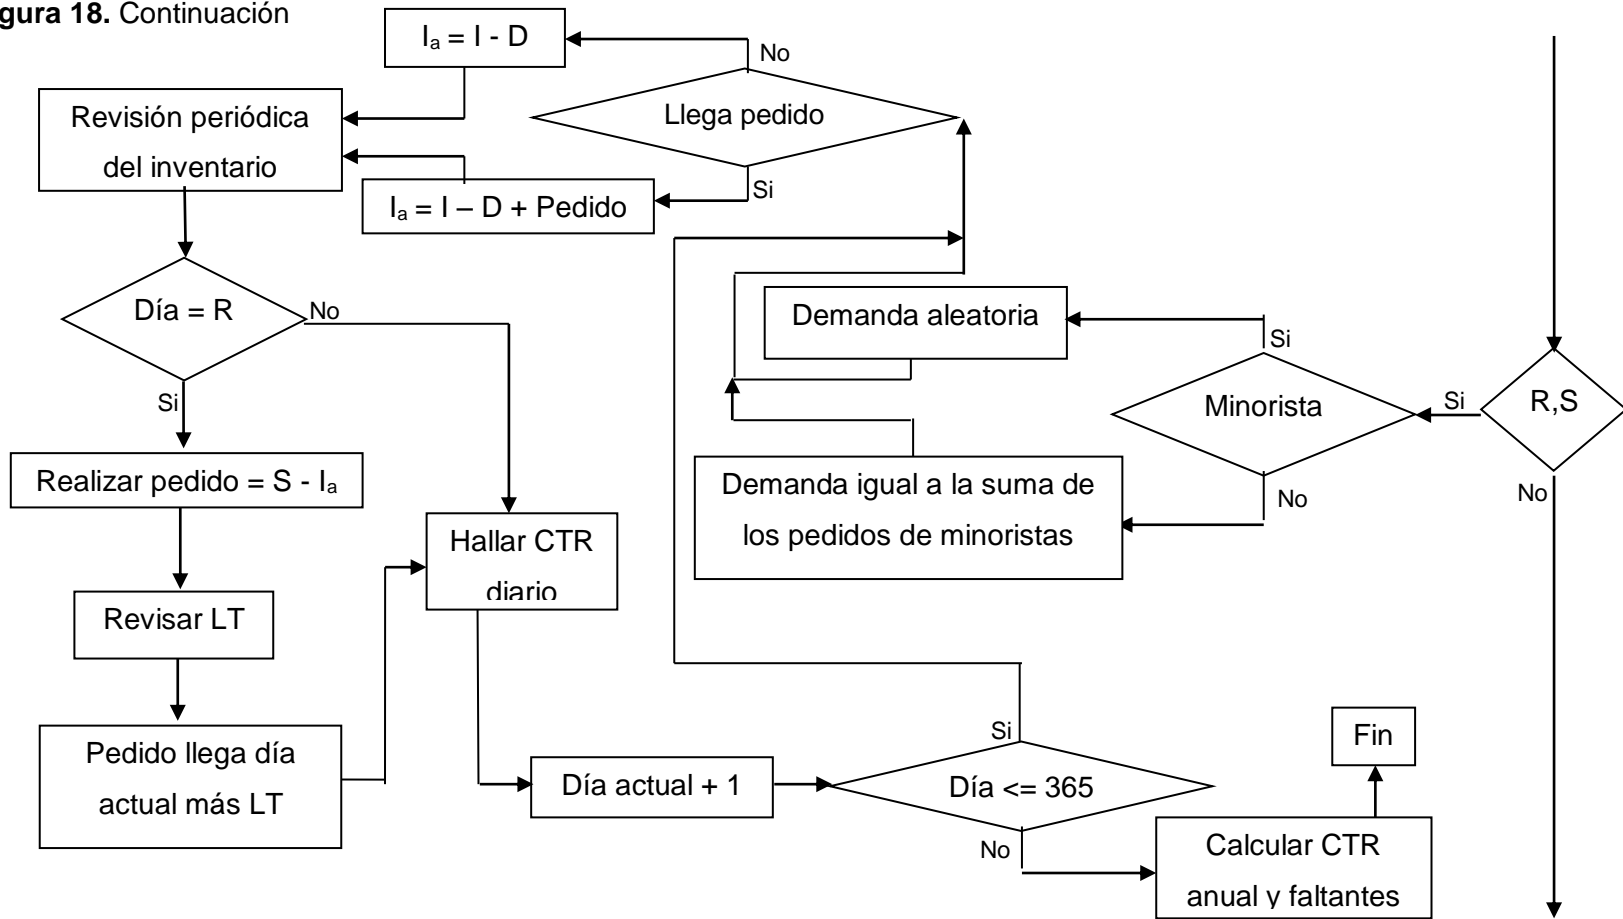 gura 18. Continuación
Iₐ = I - D
No
Llega pedido
Si
Revisión periódica
del inventario
Iₐ = I – D + Pedido
Día = R
No
Si
Demanda aleatoria
Si
Minorista
Si
R,S
No
No
Realizar pedido = S - Iₐ
Demanda igual a la suma de
los pedidos de minoristas
Hallar CTR
diario
Revisar LT
Pedido llega día
actual más LT
Día actual + 1
Si
Día <= 365
No
Fin
Calcular CTR
anual y faltantes